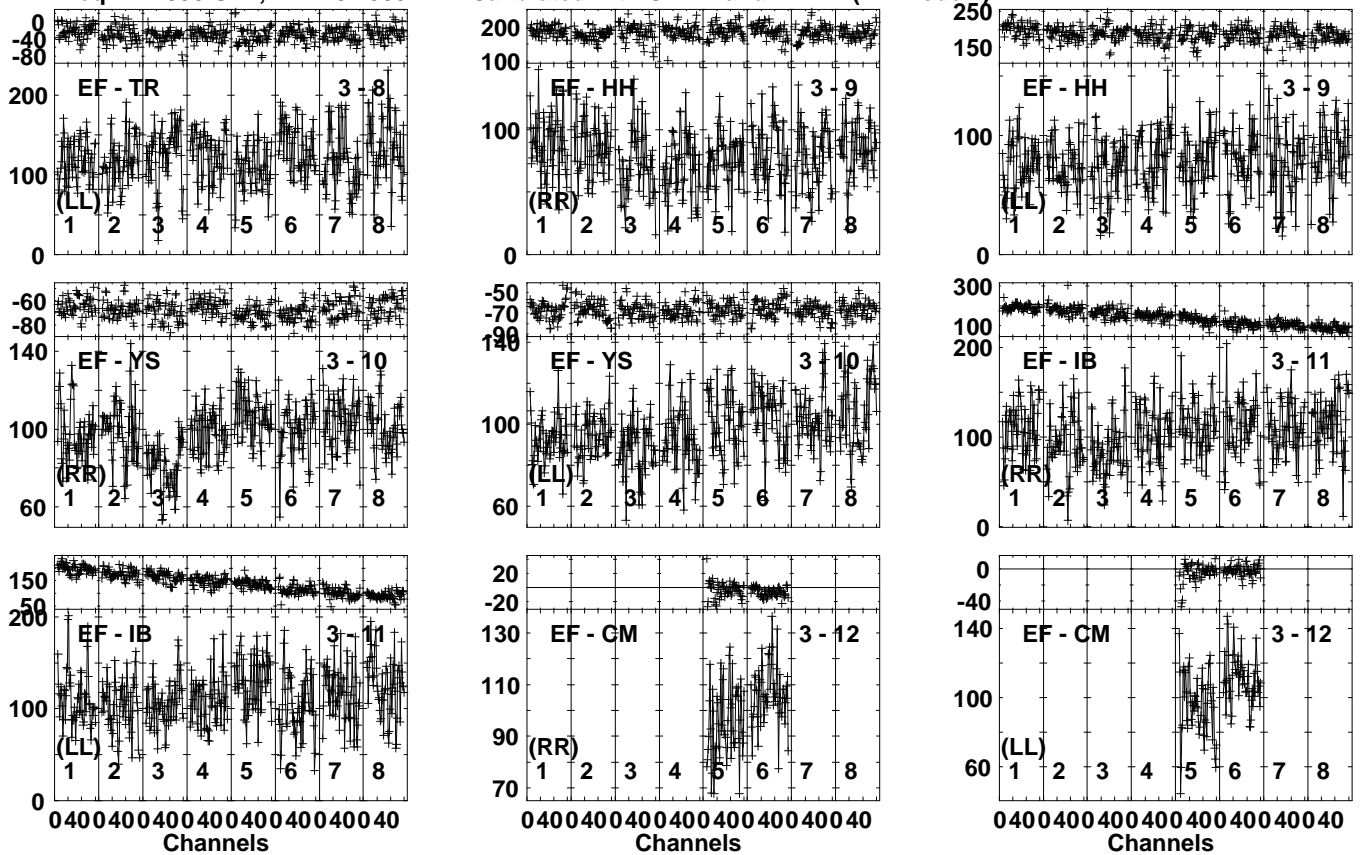 0
-40
-80
EF - TR 3 - 8
200
100
0
(LL)
1 2 3 4 5 6 7 8
200
100
EF - HH 3 - 9
100
0
(RR)
1 2 3 4 5 6 7 8
250
150
EF - HH 3 - 9
100
0
(LL)
1 2 3 4 5 6 7 8
-60
-80
140
EF - YS 3 - 10
100
60
(RR)
1 2 3 4 5 6 7 8
-50
-70
-90
140
EF - YS 3 - 10
100
60
(LL)
1 2 3 4 5 6 7 8
300
100
200
EF - IB 3 - 11
100
0
(RR)
1 2 3 4 5 6 7 8
150
50
200
EF - IB 3 - 11
100
0
(LL)
1 2 3 4 5 6 7 8
0 40 0 40 0 40 0 40 0 40 0 40 0 40 0 40
Channels
20
-20
130
EF - CM 3 - 12
110
90
70
(RR)
1 2 3 4 5 6 7 8
0 40 0 40 0 40 0 40 0 40 0 40 0 40 0 40
Channels
0
-40
140
EF - CM 3 - 12
100
60
(LL)
1 2 3 4 5 6 7 8
0 40 0 40 0 40 0 40 0 40 0 40 0 40 0 40
Channels